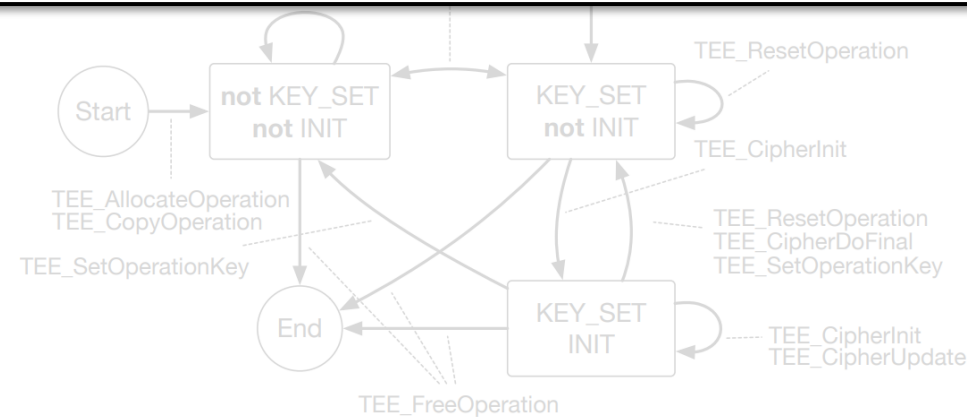 TEE_ResetOperation
Start
not KEY_SET
not INIT
KEY_SET
not INIT
TEE_CipherInit
TEE_AllocateOperation
TEE_CopyOperation
TEE_ResetOperation
TEE_CipherDoFinal
TEE_SetOperationKey
TEE_SetOperationKey
End
KEY_SET
INIT
TEE_CipherInit
TEE_CipherUpdate
TEE_FreeOperation